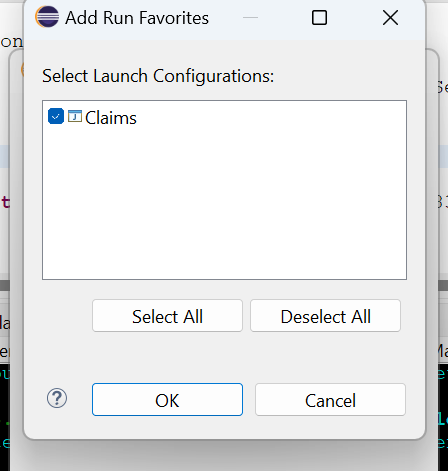 Add Run Favorites
Select Launch Configurations:
Claims
Select All
Deselect All
OK
Cancel